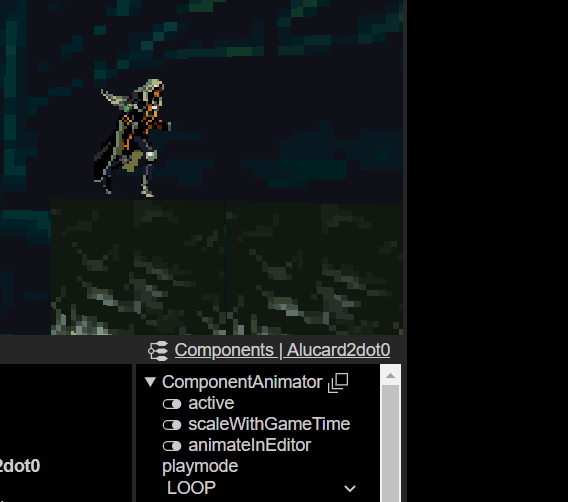 Components | Alucard2dot0
ComponentAnimator
active
scaleWithGameTime
animateInEditor
2dot0
playmode
LOOP